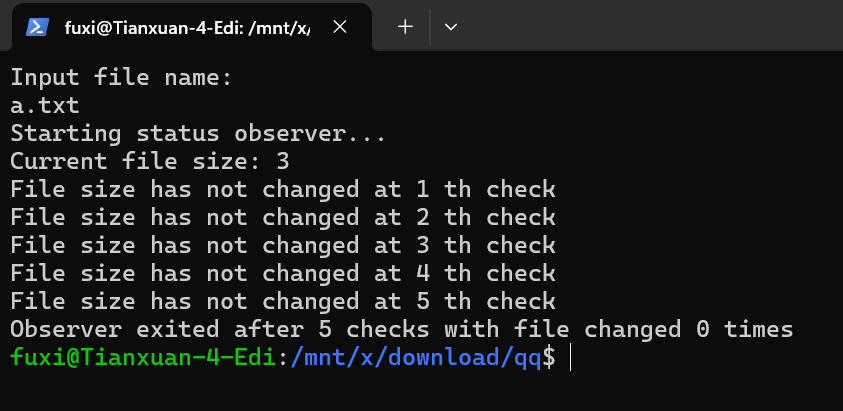 fuxi@Tianxuan-4-Edi: /mnt/x/
Input file name:
a.txt
Starting status observer...
Current file size: 3
File size has not changed at 1 th check
File size has not changed at 2 th check
File size has not changed at 3 th check
File size has not changed at 4 th check
File size has not changed at 5 th check
Observer exited after 5 checks with file changed 0 times
fuxi@Tianxuan-4-Edi:/mnt/x/download/qq$